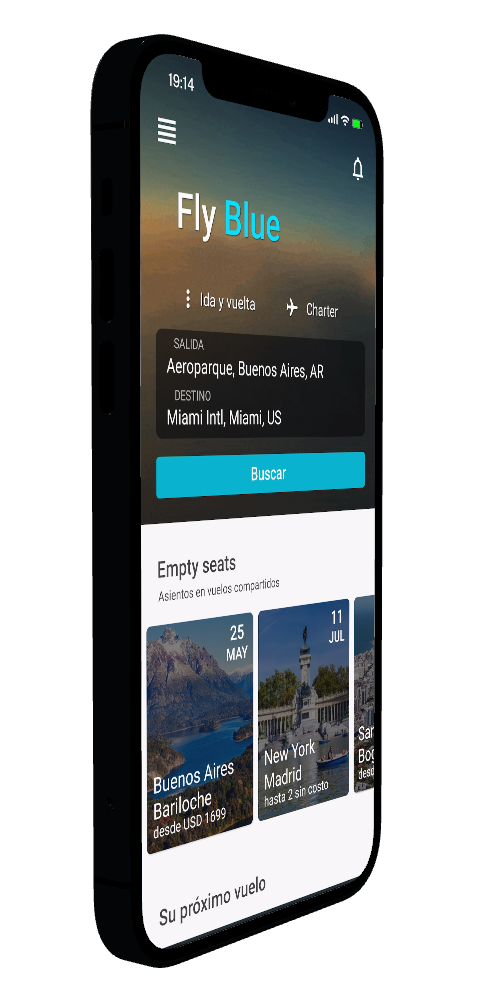 19:14
Fly Blue
Ida y vuelta
Charter
SALIDA
Aeroparque, Buenos Aires, AR
DESTINO
Miami Intl, Miami, US
Buscar
Empty seats
Asientos en vuelos compartidos
25
MAY
Buenos Aires
Bariloche
desde USD 1699
11
JUL
New York
Madrid
hasta 2 sin costo
San
Bog
desd
Su próximo vuelo